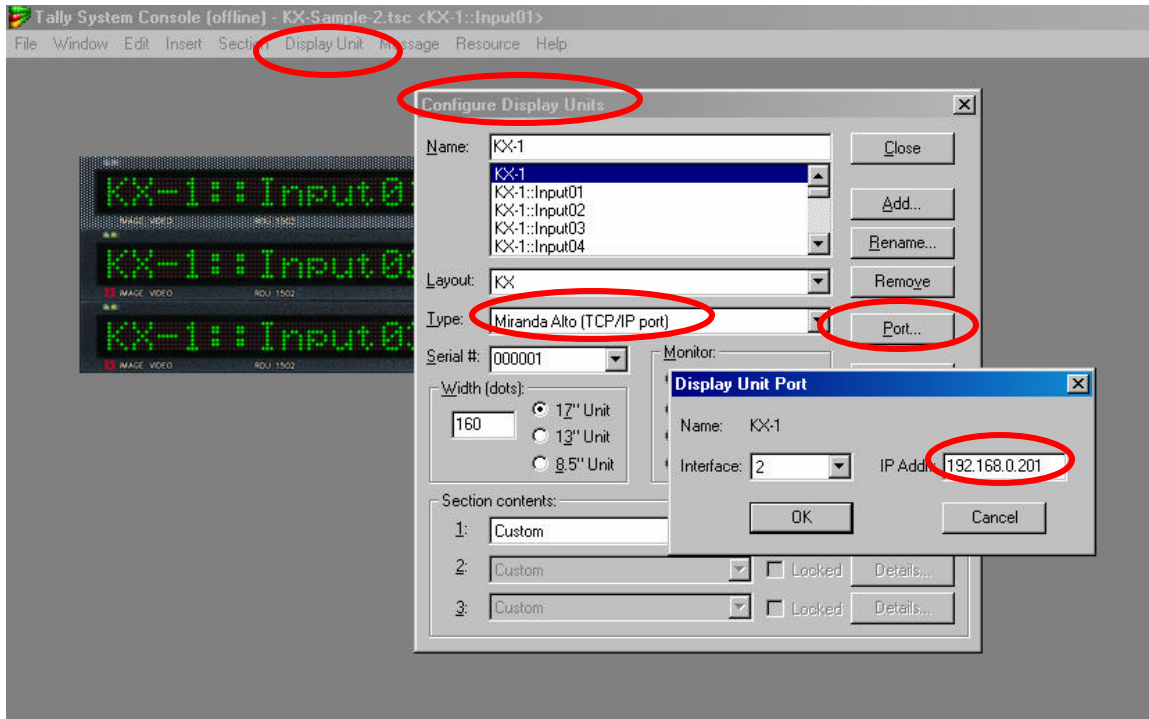 Tally System Console (offline) - KX-Sample-2.tsc <KX-1::Input01>
File Window Edit Insert Section Display Unit Message Resource Help
KX-1::Input01
IMAGE VIDEO RDU 1502
KX-1::Input02
IMAGE VIDEO RDU 1502
KX-1::Input03
IMAGE VIDEO RDU 1502
Configure Display Units
Name: KX-1
Close
KX-1
KX-1::Input01
KX-1::Input02
KX-1::Input03
KX-1::Input04
Add...
Rename...
Layout: KX
Remove
Type: Miranda Alto (TCP/IP port)
Port...
Serial #: 000001
Monitor:
Width (dots):
160
17" Unit
13" Unit
8.5" Unit
Section contents:
1: Custom
2: Custom Locked Details...
3: Custom Locked Details...
Display Unit Port
Name: KX-1
Interface: 2 IP Addr: 192.168.0.201
OK Cancel